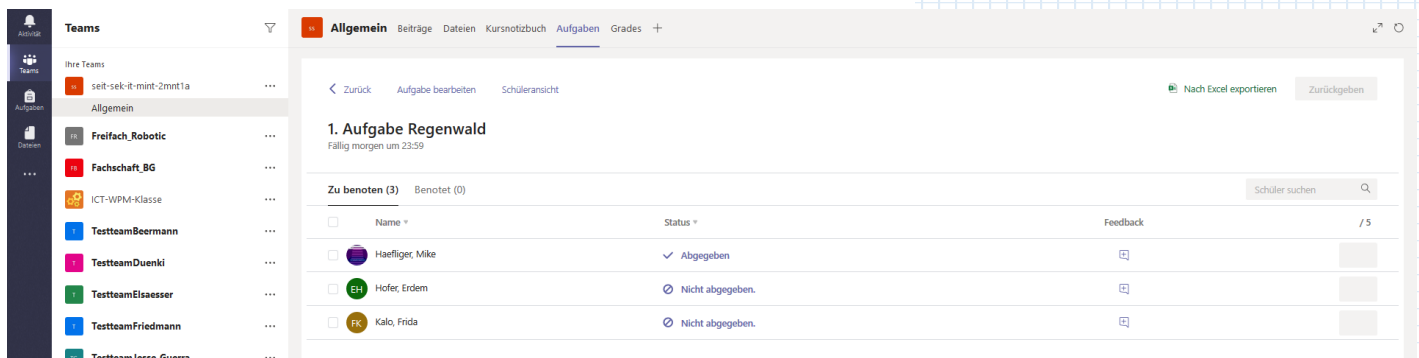 Aktivität
Teams
Aufgaben
Dateien
Teams
Ihre Teams
ss seit-sek-it-mint-2mnt1a
Allgemein
FR Freifach_Robotic
FB Fachschaft_BG
ICT-WPM-Klasse
T TestteamBeermann
T TestteamDuenki
T TestteamElsaesser
T TestteamFriedmann
ss Allgemein Beiträge Dateien Kursnotizbuch Aufgaben Grades
Zurück Aufgabe bearbeiten Schüleransicht Nach Excel exportieren Zurückgeben
1. Aufgabe Regenwald
Fällig morgen um 23:59
Zu benoten (3) Benotet (0) Schüler suchen
Name Status Feedback / 5
Haefliger, Mike Abgegeben
EH Hofer, Erdem Nicht abgegeben.
FK Kalo, Frida Nicht abgegeben.